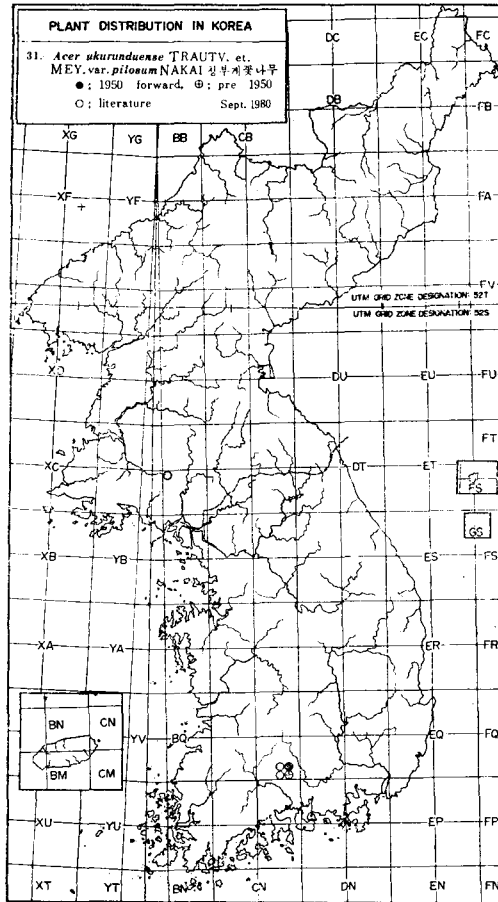 PLANT DISTRIBUTION IN KOREA
31. Acer ukurunduense TRAUTV. et.
MEY. var. pilosum NAKAI 청부게꽃나무
●; 1950 forward, ⊕; pre 1950
○; literature Sept. 1980
DC EC FC
DB FB
XG YG BB CB
XF YF FA
FV
UTM GRID ZONE DESIGNATION: 52T
UTM GRID ZONE DESIGNATION: 52S
XD DU EU FU
FT
XC DT ET
FS
GS
XB YB ES FS
XA YA ER FR
BN CN
YV BQ EQ FQ
BM CM
XU YU EP FP
XT YT BN CN DN EN FN